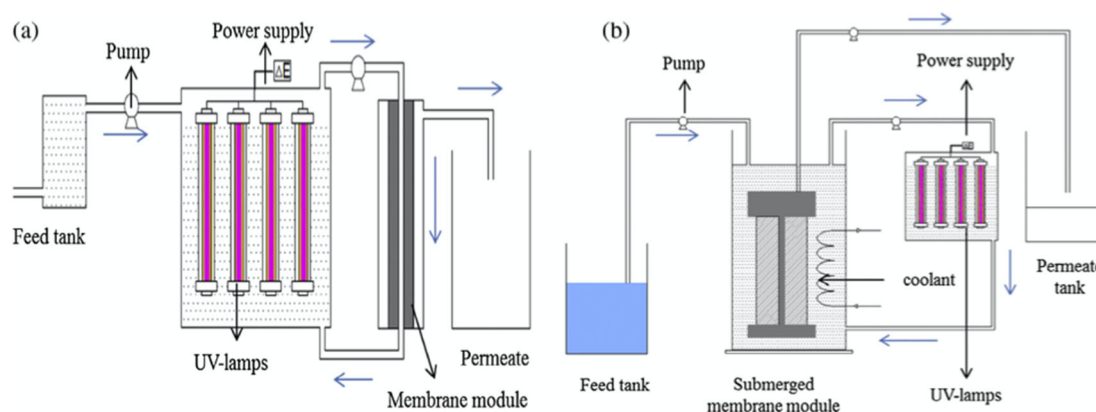 (a)
Power supply
Pump
Feed tank
UV-lamps
Permeate
Membrane module
(b)
Pump
Power supply
coolant
Permeate
tank
Feed tank
Submerged
membrane module
UV-lamps